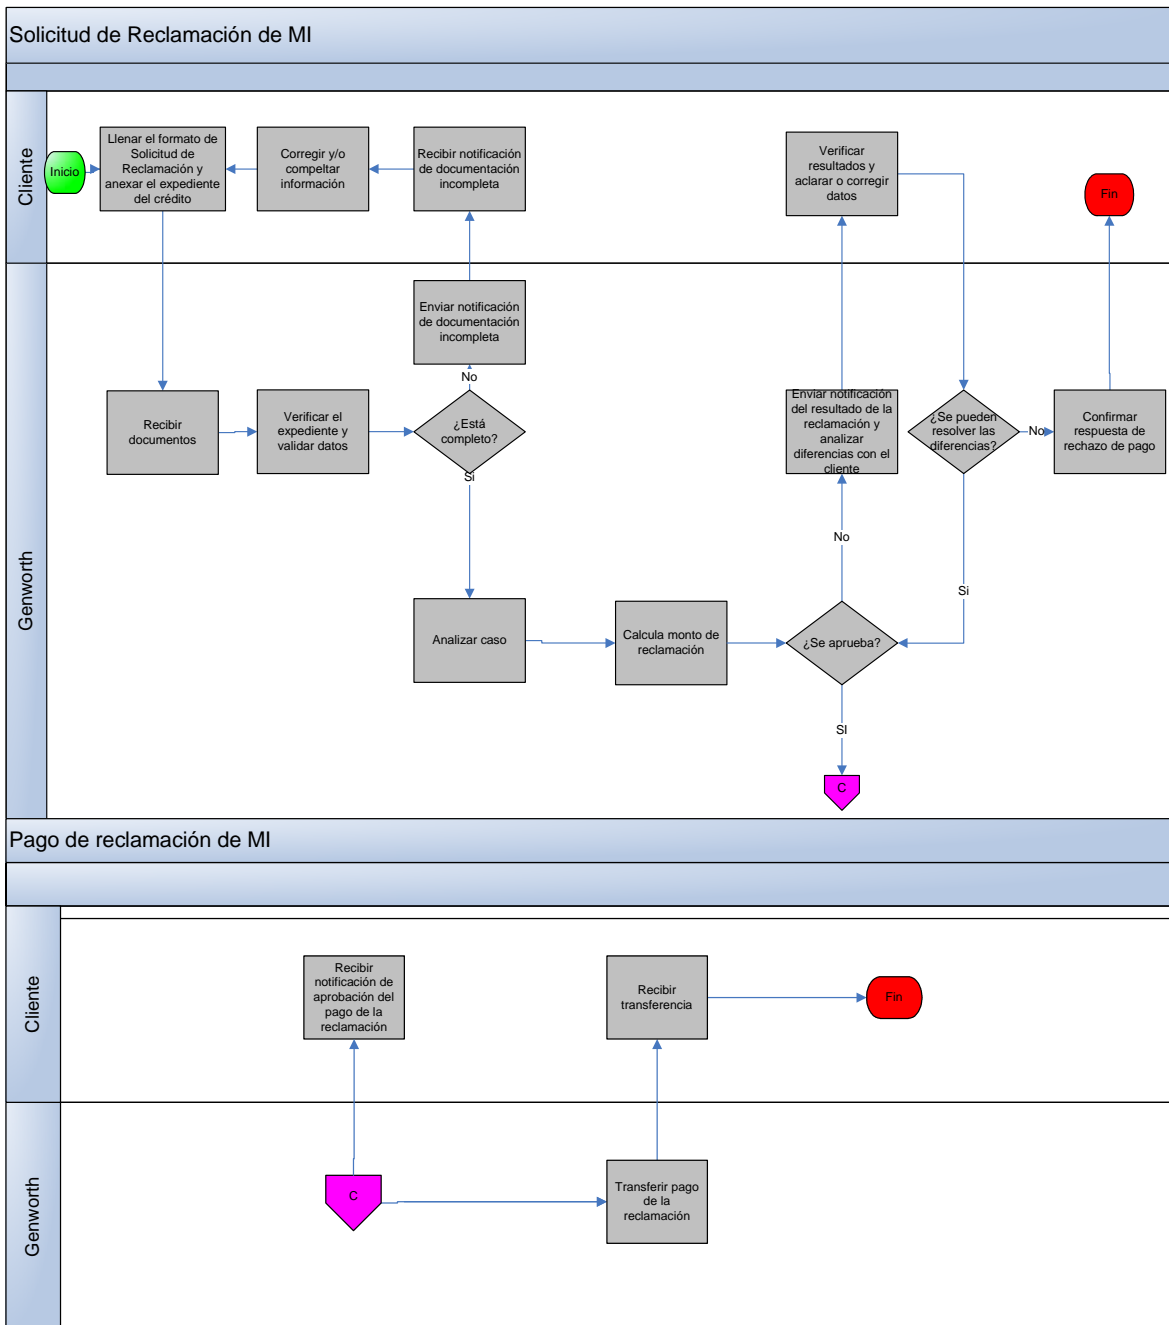 Solicitud de Reclamación de MI
Cliente
Inicio
Llenar el formato de
Solicitud de
Reclamación y
anexar el expediente
del crédito
Corregir y/o
compeltar
información
Recibir notificación
de documentación
incompleta
Verificar
resultados y
aclarar o corregir
datos
Fin
Genworth
Enviar notificación
de documentación
incompleta
No
Recibir
documentos
Verificar el
expediente y
validar datos
¿Está
completo?
Si
Enviar notificación
del resultado de la
reclamación y
analizar
diferencias con el
cliente
¿Se pueden
resolver las
diferencias?
No
Confirmar
respuesta de
rechazo de pago
No
Si
Analizar caso
Calcula monto de
reclamación
¿Se aprueba?
SI
C
Pago de reclamación de MI
Cliente
Recibir
notificación de
aprobación del
pago de la
reclamación
Recibir
transferencia
Fin
Genworth
C
Transferir pago
de la
reclamación